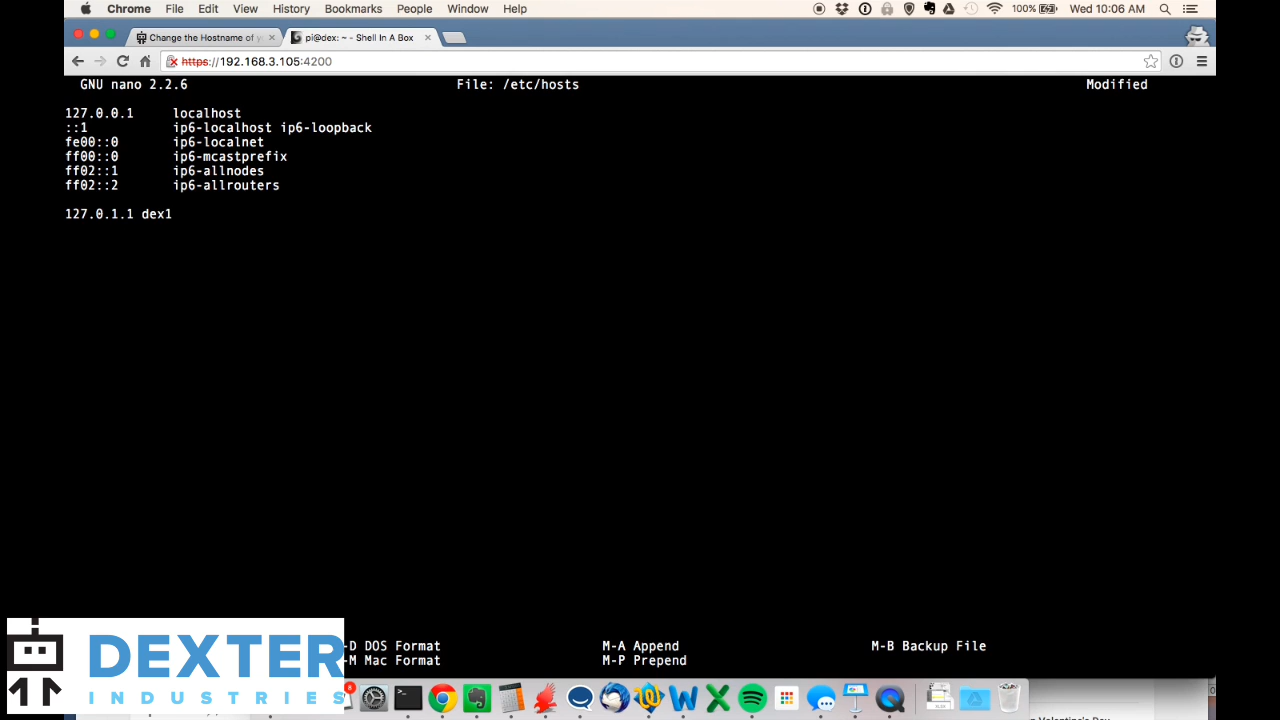 Chrome File Edit View History Bookmarks People Window Help 100% Wed 10:06 AM
Change the Hostname of y
pi@dex: ~ - Shell In A Box
https://192.168.3.105:4200
GNU nano 2.2.6 File: /etc/hosts Modified
127.0.0.1 localhost
::1 ip6-localhost ip6-loopback
fe00::0 ip6-localnet
ff00::0 ip6-mcastprefix
ff02::1 ip6-allnodes
ff02::2 ip6-allrouters
127.0.1.1 dex1
-D DOS Format M-A Append M-B Backup File
-M Mac Format M-P Prepend
DEXTER
INDUSTRIES
8
Valentine's Day